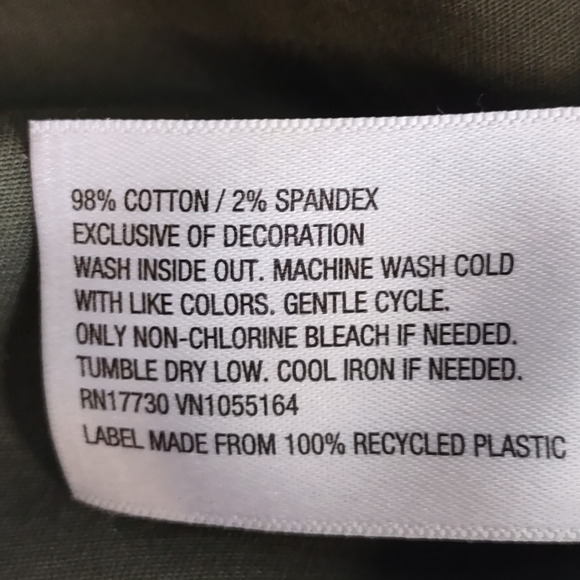 98% COTTON / 2% SPANDEX
EXCLUSIVE OF DECORATION
WASH INSIDE OUT. MACHINE WASH COLD
WITH LIKE COLORS. GENTLE CYCLE.
ONLY NON-CHLORINE BLEACH IF NEEDED.
TUMBLE DRY LOW. COOL IRON IF NEEDED.
RN17730 VN1055164
LABEL MADE FROM 100% RECYCLED PLASTIC